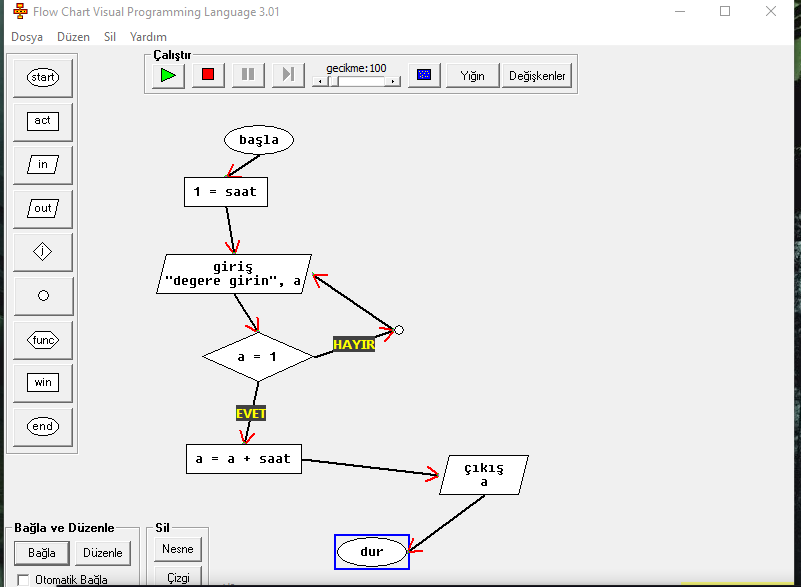 Flow Chart Visual Programming Language 3.01
Dosya Düzen Sil Yardım
Çalıştır
gecikme:100
Yığın
Değişkenler
start
act
in
out
i
func
win
end
başla
1 = saat
giriş
"degere girin", a
HAYIR
a = 1
EVET
a = a + saat
çıkış
a
dur
Bağla ve Düzenle
Bağla
Düzenle
Otomatik Bağla
Sil
Nesne
Çizgi